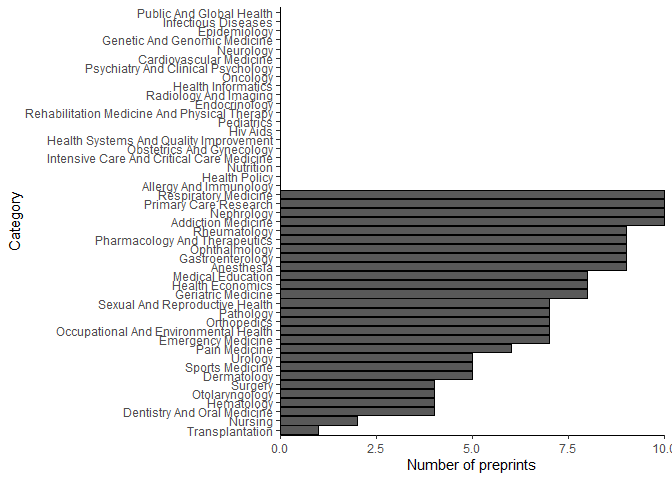 Public And Global Health
Infectious Diseases
Epidemiology
Genetic And Genomic Medicine
Neurology
Cardiovascular Medicine
Psychiatry And Clinical Psychology
Oncology
Health Informatics
Radiology And Imaging
Endocrinology
Rehabilitation Medicine And Physical Therapy
Pediatrics
Hiv Aids
Health Systems And Quality Improvement
Obstetrics And Gynecology
Intensive Care And Critical Care Medicine
Nutrition
Health Policy
Allergy And Immunology
Respiratory Medicine
Primary Care Research
Nephrology
Addiction Medicine
Rheumatology
Pharmacology And Therapeutics
Ophthalmology
Gastroenterology
Anesthesia
Medical Education
Health Economics
Geriatric Medicine
Sexual And Reproductive Health
Pathology
Orthopedics
Occupational And Environmental Health
Emergency Medicine
Pain Medicine
Urology
Sports Medicine
Dermatology
Surgery
Otolaryngology
Hematology
Dentistry And Oral Medicine
Nursing
Transplantation
Category
0.0 2.5 5.0 7.5 10.0
Number of preprints